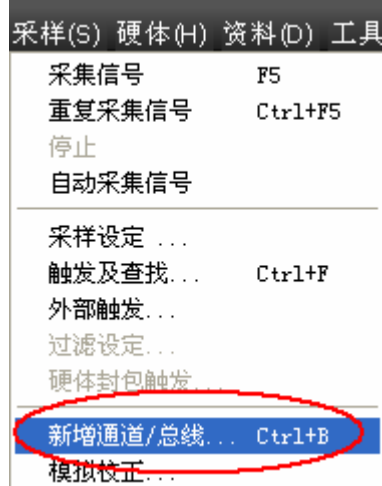 采样(S) 硬体(H) 资料(D) 工具
采集信号 F5
重复采集信号 Ctrl+F5
停止
自动采集信号
采样设定 ...
触发及查找... Ctrl+F
外部触发...
过滤设定...
硬体封包触发...
新增通道/总线... Ctrl+B
模拟校正...